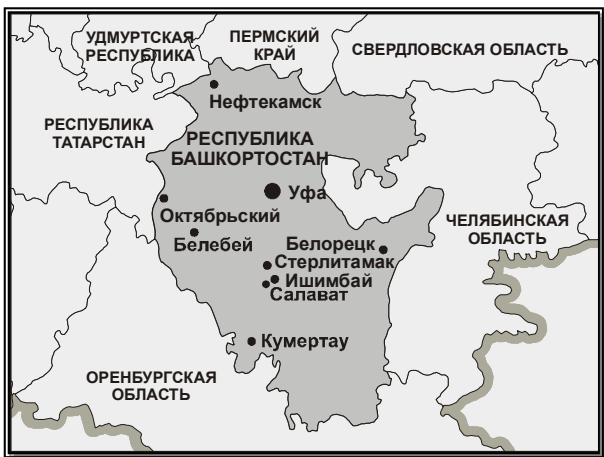 УДМУРТСКАЯ
РЕСПУБЛИКА
ПЕРМСКИЙ
КРАЙ
СВЕРДЛОВСКАЯ ОБЛАСТЬ
Нефтекамск
РЕСПУБЛИКА
ТАТАРСТАН
РЕСПУБЛИКА
БАШКОРТОСТАН
Уфа
Октябрьский
Белебей
Белорецк
ЧЕЛЯБИНСКАЯ
ОБЛАСТЬ
Стерлитамак
Ишимбай
Салават
Кумертау
ОРЕНБУРГСКАЯ
ОБЛАСТЬ